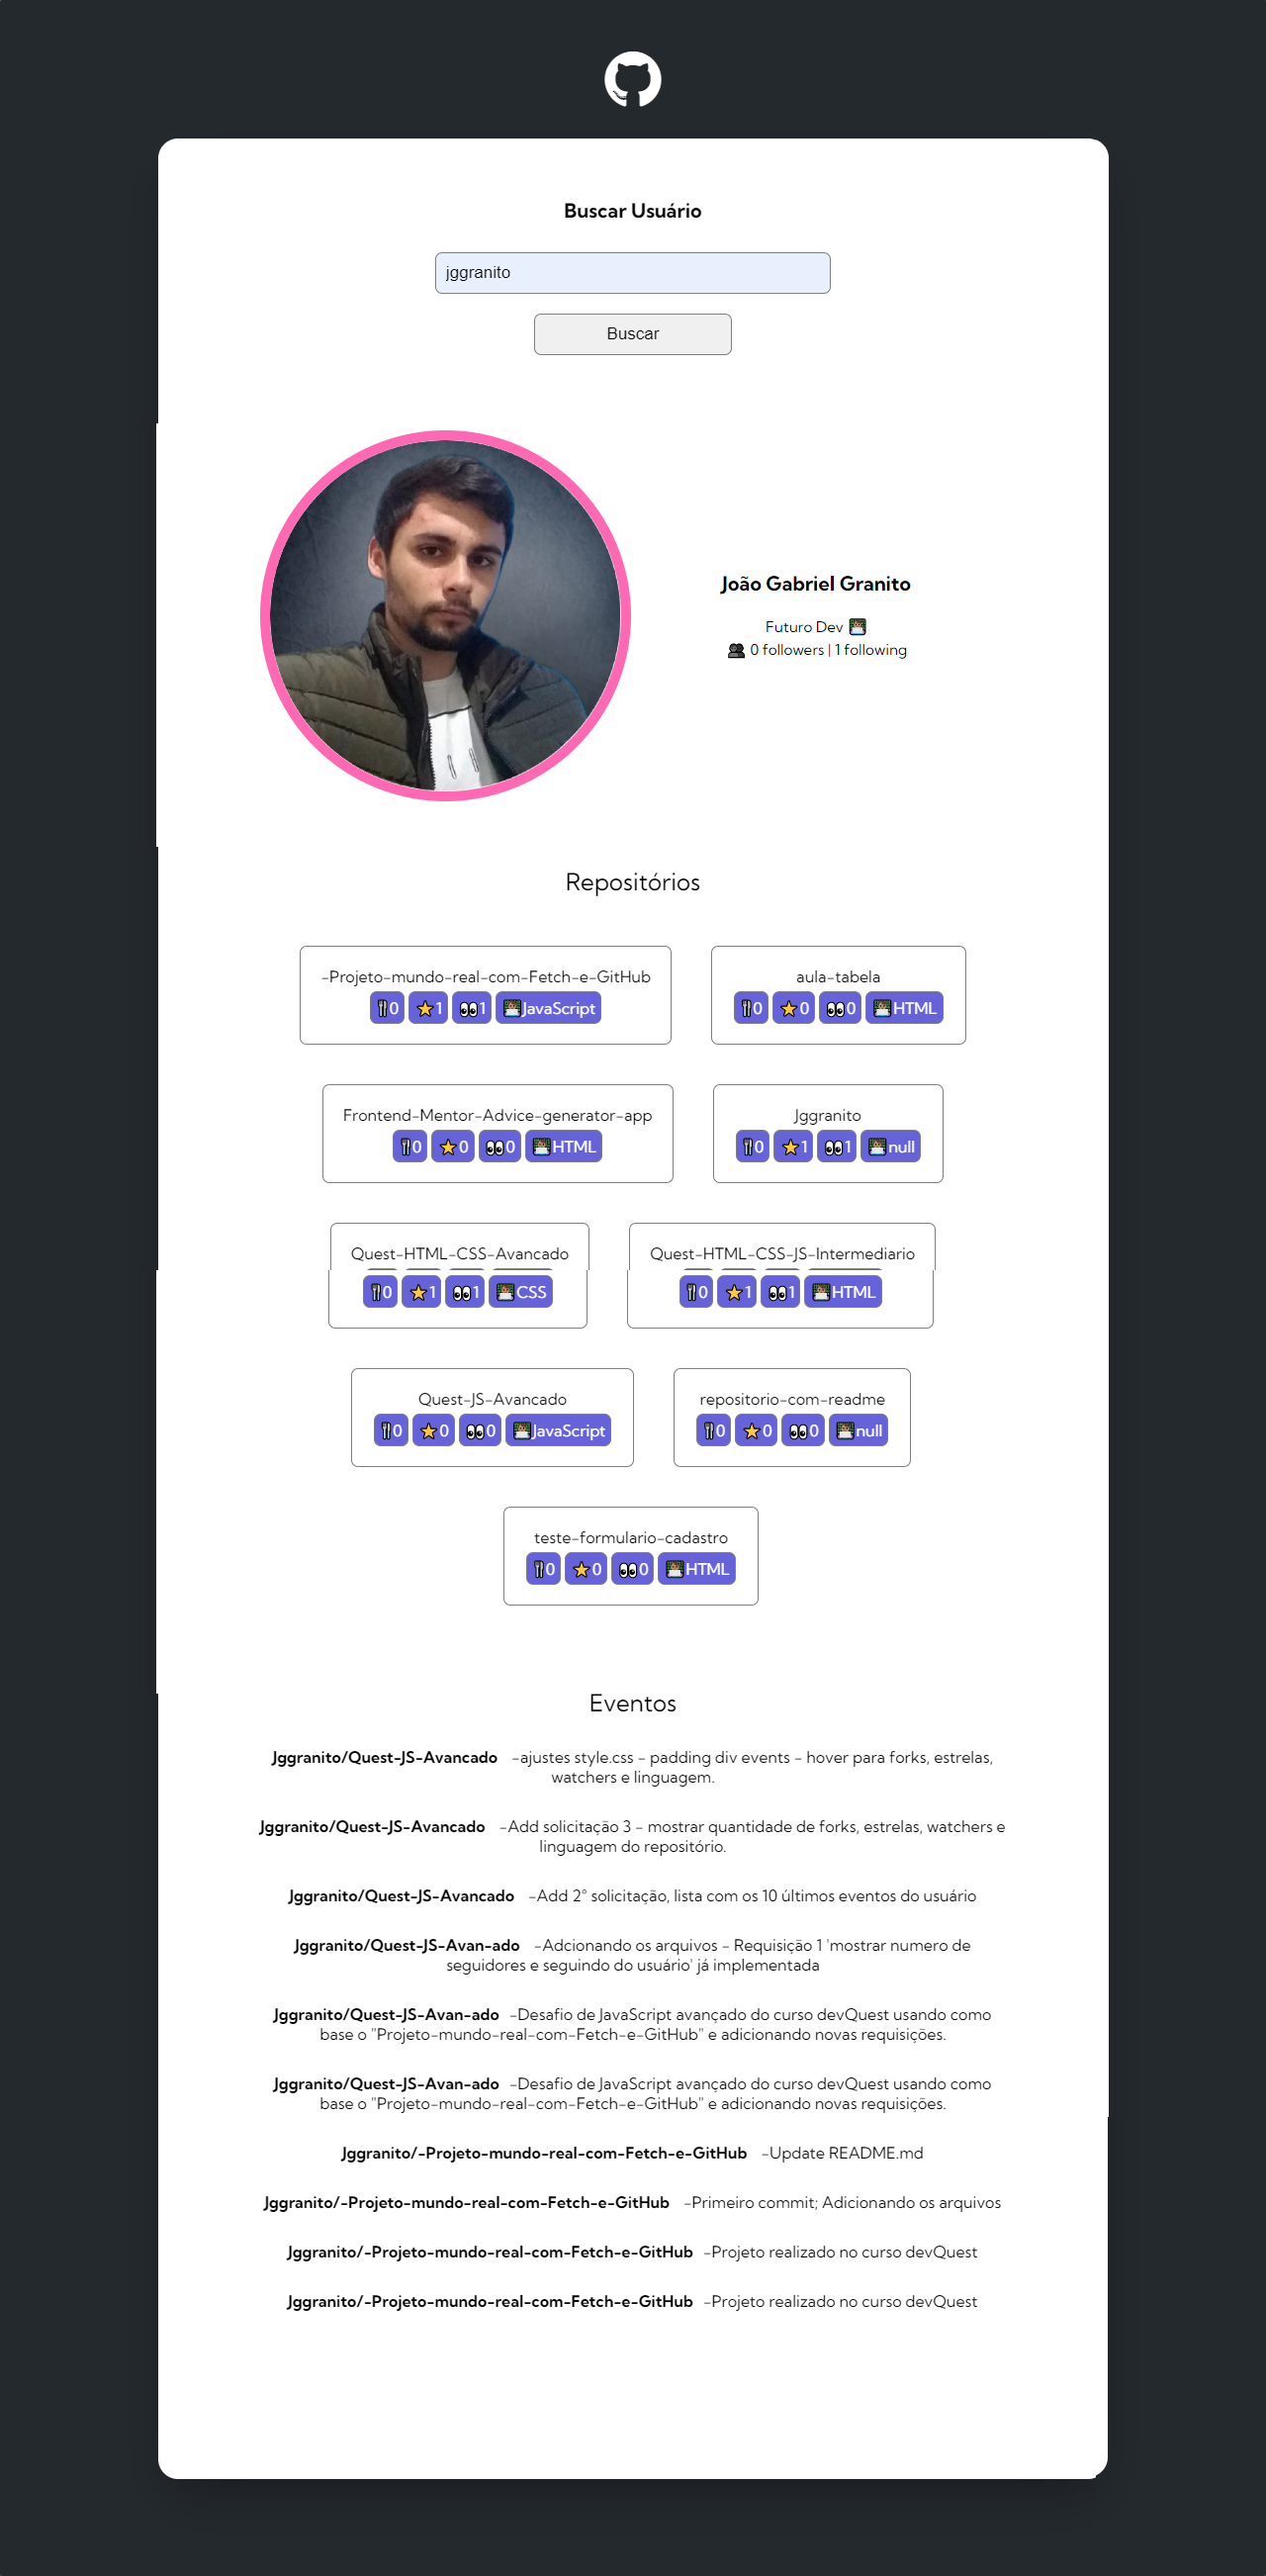 Buscar Usuário
jggranito
Buscar
João Gabriel Granito
Futuro Dev 👨🏻‍💻
👥 0 followers | 1 following
Repositórios
-Projeto-mundo-real-com-Fetch-e-GitHub
🍴0 ⭐1 👀1 👨🏻‍💻JavaScript
aula-tabela
🍴0 ⭐0 👀0 👨🏻‍💻HTML
Frontend-Mentor-Advice-generator-app
🍴0 ⭐0 👀0 👨🏻‍💻HTML
Jggranito
🍴0 ⭐1 👀1 👨🏻‍💻null
Quest-HTML-CSS-Avancado
🍴0 ⭐1 👀1 👨🏻‍💻CSS
Quest-HTML-CSS-JS-Intermediario
🍴0 ⭐1 👀1 👨🏻‍💻HTML
Quest-JS-Avancado
🍴0 ⭐0 👀0 👨🏻‍💻JavaScript
repositorio-com-readme
🍴0 ⭐0 👀0 👨🏻‍💻null
teste-formulario-cadastro
🍴0 ⭐0 👀0 👨🏻‍💻HTML
Eventos
Jggranito/Quest-JS-Avancado -ajustes style.css - padding div events - hover para forks, estrelas,
watchers e linguagem.
Jggranito/Quest-JS-Avancado -Add solicitação 3 - mostrar quantidade de forks, estrelas, watchers e
linguagem do repositório.
Jggranito/Quest-JS-Avancado -Add 2° solicitação, lista com os 10 últimos eventos do usuário
Jggranito/Quest-JS-Avan-ado -Adcionando os arquivos - Requisição 1 'mostrar numero de
seguidores e seguindo do usuário' já implementada
Jggranito/Quest-JS-Avan-ado -Desafio de JavaScript avançado do curso devQuest usando como
base o "Projeto-mundo-real-com-Fetch-e-GitHub" e adicionando novas requisições.
Jggranito/Quest-JS-Avan-ado -Desafio de JavaScript avançado do curso devQuest usando como
base o "Projeto-mundo-real-com-Fetch-e-GitHub" e adicionando novas requisições.
Jggranito/-Projeto-mundo-real-com-Fetch-e-GitHub -Update README.md
Jggranito/-Projeto-mundo-real-com-Fetch-e-GitHub -Primeiro commit; Adicionando os arquivos
Jggranito/-Projeto-mundo-real-com-Fetch-e-GitHub -Projeto realizado no curso devQuest
Jggranito/-Projeto-mundo-real-com-Fetch-e-GitHub -Projeto realizado no curso devQuest